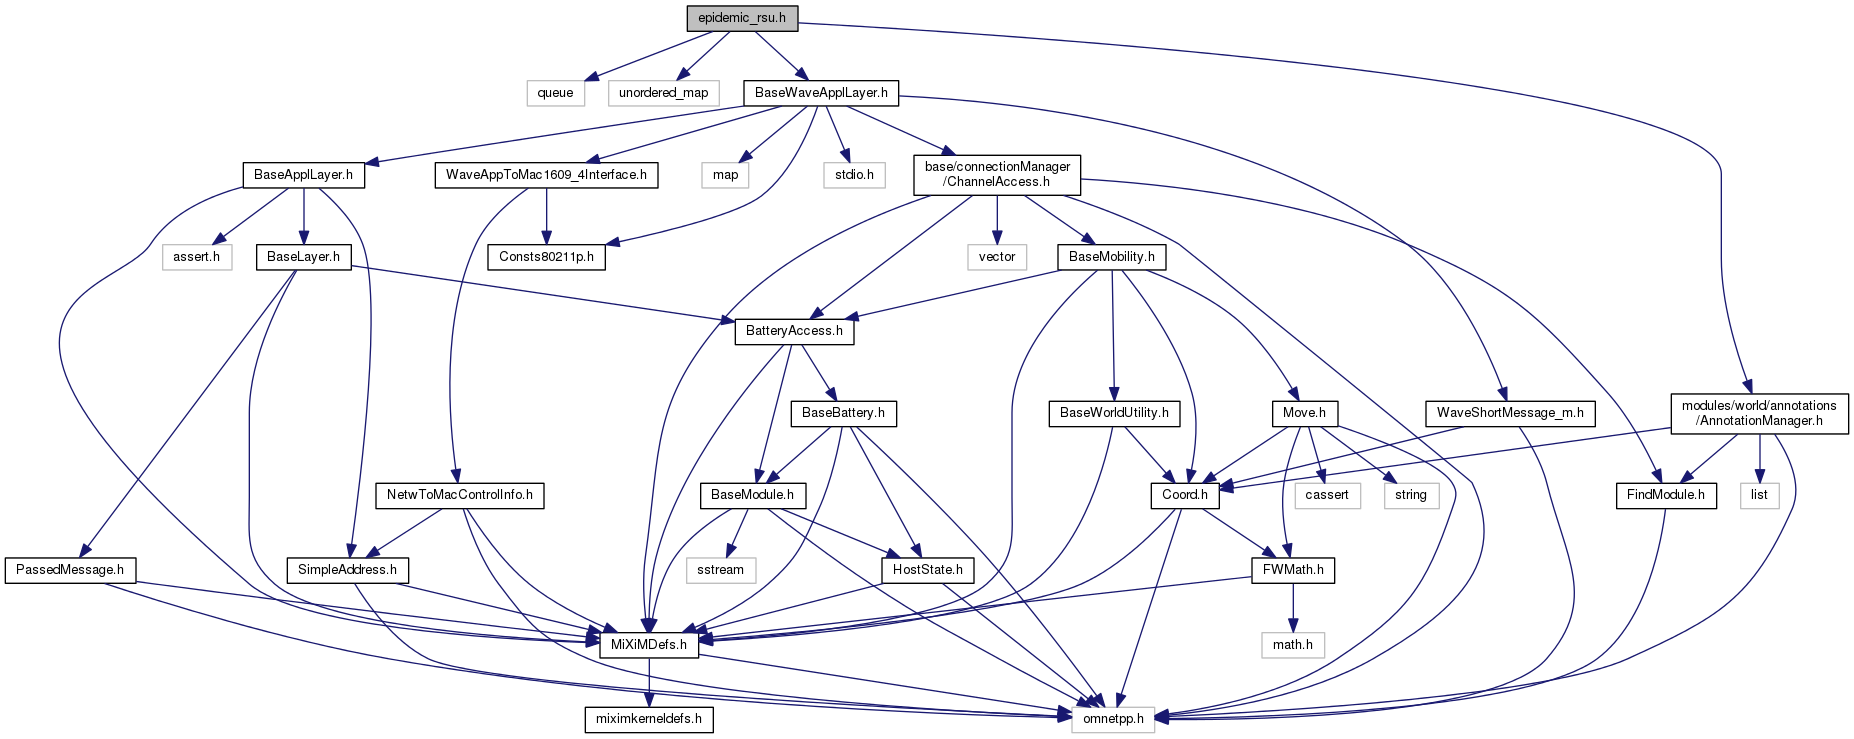 epidemic_rsu.h
queue
unordered_map
BaseWaveApplLayer.h
BaseApplLayer.h
WaveAppToMac1609_4Interface.h
map
stdio.h
base/connectionManager
/ChannelAccess.h
assert.h
BaseLayer.h
Consts80211p.h
vector
BaseMobility.h
BatteryAccess.h
BaseBattery.h
BaseWorldUtility.h
Move.h
WaveShortMessage_m.h
modules/world/annotations
/AnnotationManager.h
NetwToMacControlInfo.h
BaseModule.h
Coord.h
cassert
string
FindModule.h
list
PassedMessage.h
SimpleAddress.h
sstream
HostState.h
FWMath.h
MiXiMDefs.h
math.h
miximkerneldefs.h
omnetpp.h